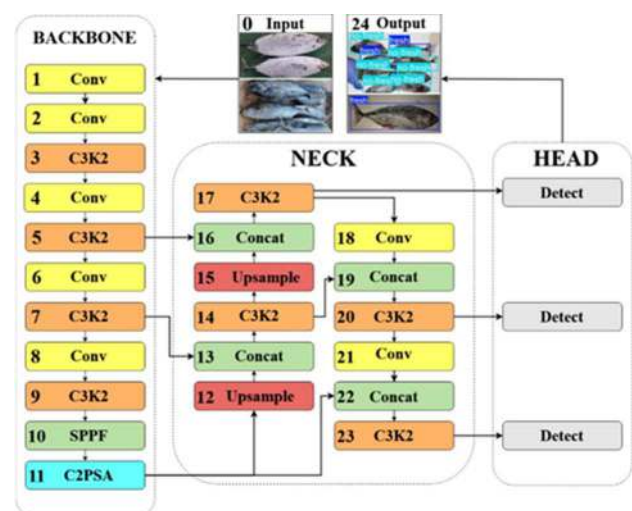 0 Input
24 Output
BACKBONE
1 Conv
2 Conv
3 C3K2
4 Conv
5 C3K2
6 Conv
7 C3K2
8 Conv
9 C3K2
10 SPPF
11 C2PSA
NECK
17 C3K2
16 Concat
15 Upsample
14 C3K2
13 Concat
12 Upsample
18 Conv
19 Concat
20 C3K2
21 Conv
22 Concat
23 C3K2
HEAD
Detect
Detect
Detect